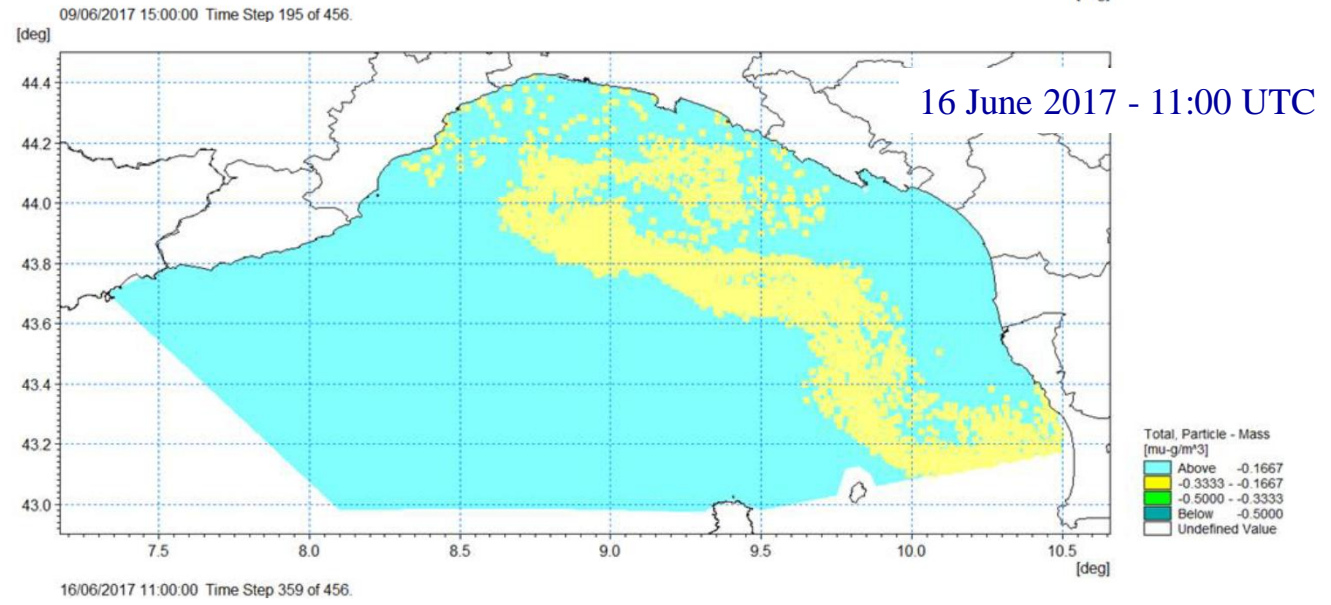 09/06/2017 15:00:00 Time Step 195 of 456.
[deg]
16 June 2017 - 11:00 UTC
44.4
44.2
44.0
43.8
43.6
43.4
43.2
43.0
7.5 8.0 8.5 9.0 9.5 10.0 10.5
[deg]
Total, Particle - Mass
[mu-g/m^3]
Above -0.1667
-0.3333 - -0.1667
-0.5000 - -0.3333
Below -0.5000
Undefined Value
16/06/2017 11:00:00 Time Step 359 of 456.